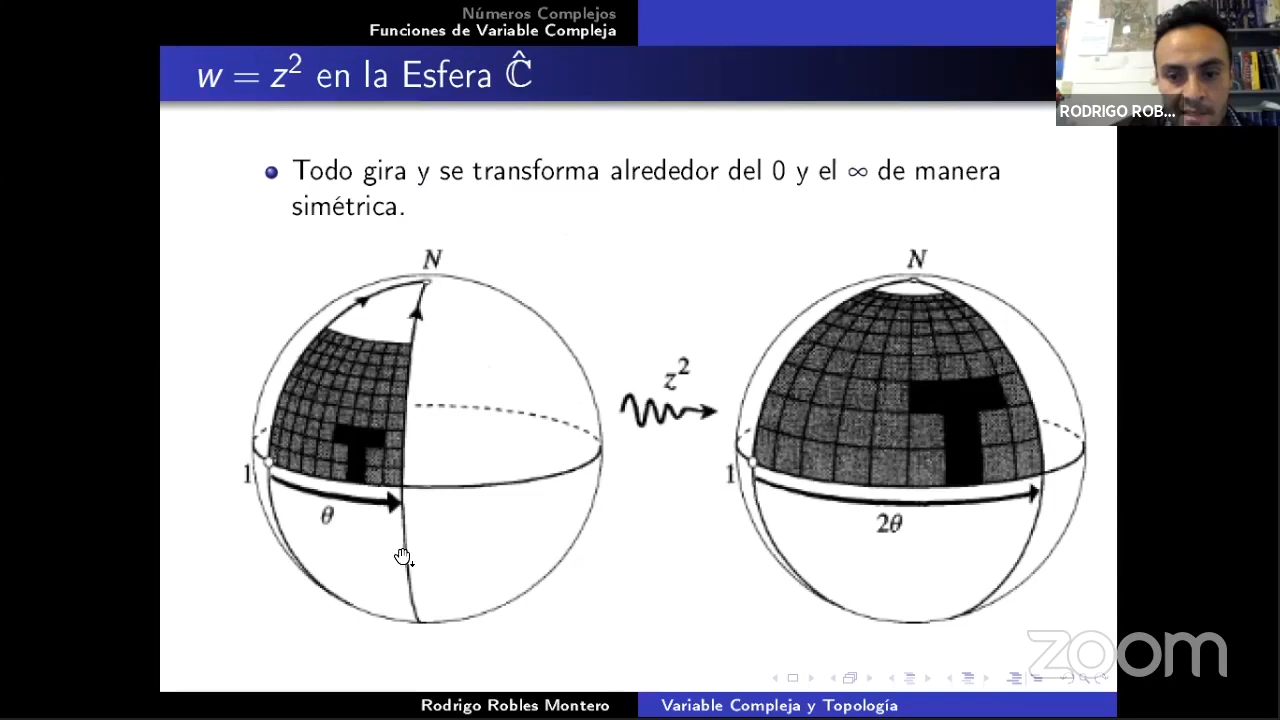 Números Complejos
Funciones de Variable Compleja
w = z² en la Esfera Ĉ
RODRIGO ROB...
Todo gira y se transforma alrededor del 0 y el ∞ de manera
simétrica.
N
N
z²
1
1
θ
2θ
zoom
Rodrigo Robles Montero
Variable Compleja y Topología